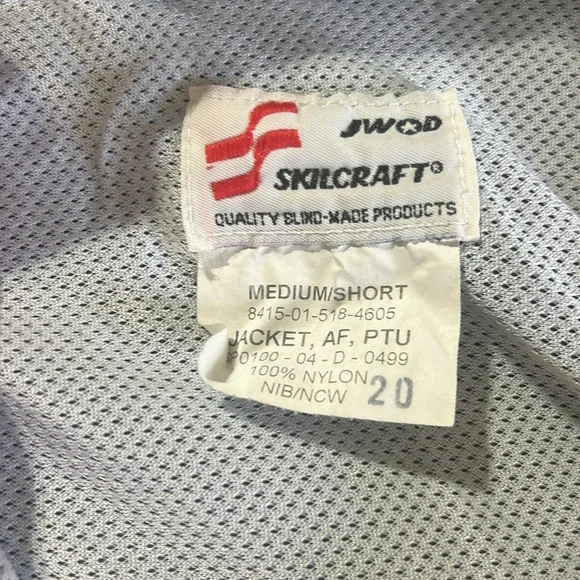 JWOD
SKILCRAFT®
QUALITY BLIND-MADE PRODUCTS
MEDIUM/SHORT
8415-01-518-4605
JACKET, AF, PTU
SP0100-04-D-0499
100% NYLON
NIB/NCW 20